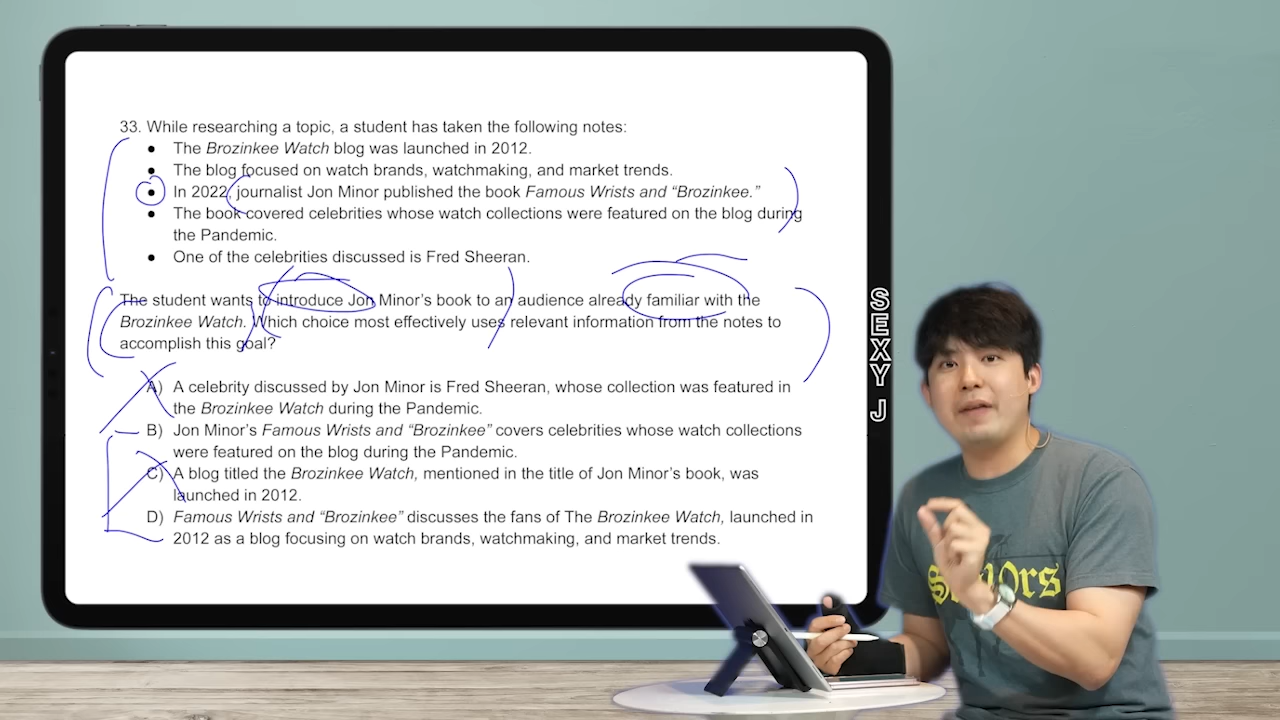 33. While researching a topic, a student has taken the following notes:
● The Brozinkee Watch blog was launched in 2012.
● The blog focused on watch brands, watchmaking, and market trends.
● In 2022, journalist Jon Minor published the book Famous Wrists and “Brozinkee.”
● The book covered celebrities whose watch collections were featured on the blog during
the Pandemic.
● One of the celebrities discussed is Fred Sheeran.
The student wants to introduce Jon Minor’s book to an audience already familiar with the
Brozinkee Watch. Which choice most effectively uses relevant information from the notes to
accomplish this goal?
A) A celebrity discussed by Jon Minor is Fred Sheeran, whose collection was featured in
the Brozinkee Watch during the Pandemic.
B) Jon Minor’s Famous Wrists and “Brozinkee” covers celebrities whose watch collections
were featured on the blog during the Pandemic.
C) A blog titled the Brozinkee Watch, mentioned in the title of Jon Minor’s book, was
launched in 2012.
D) Famous Wrists and “Brozinkee” discusses the fans of The Brozinkee Watch, launched in
2012 as a blog focusing on watch brands, watchmaking, and market trends.
SEXY J